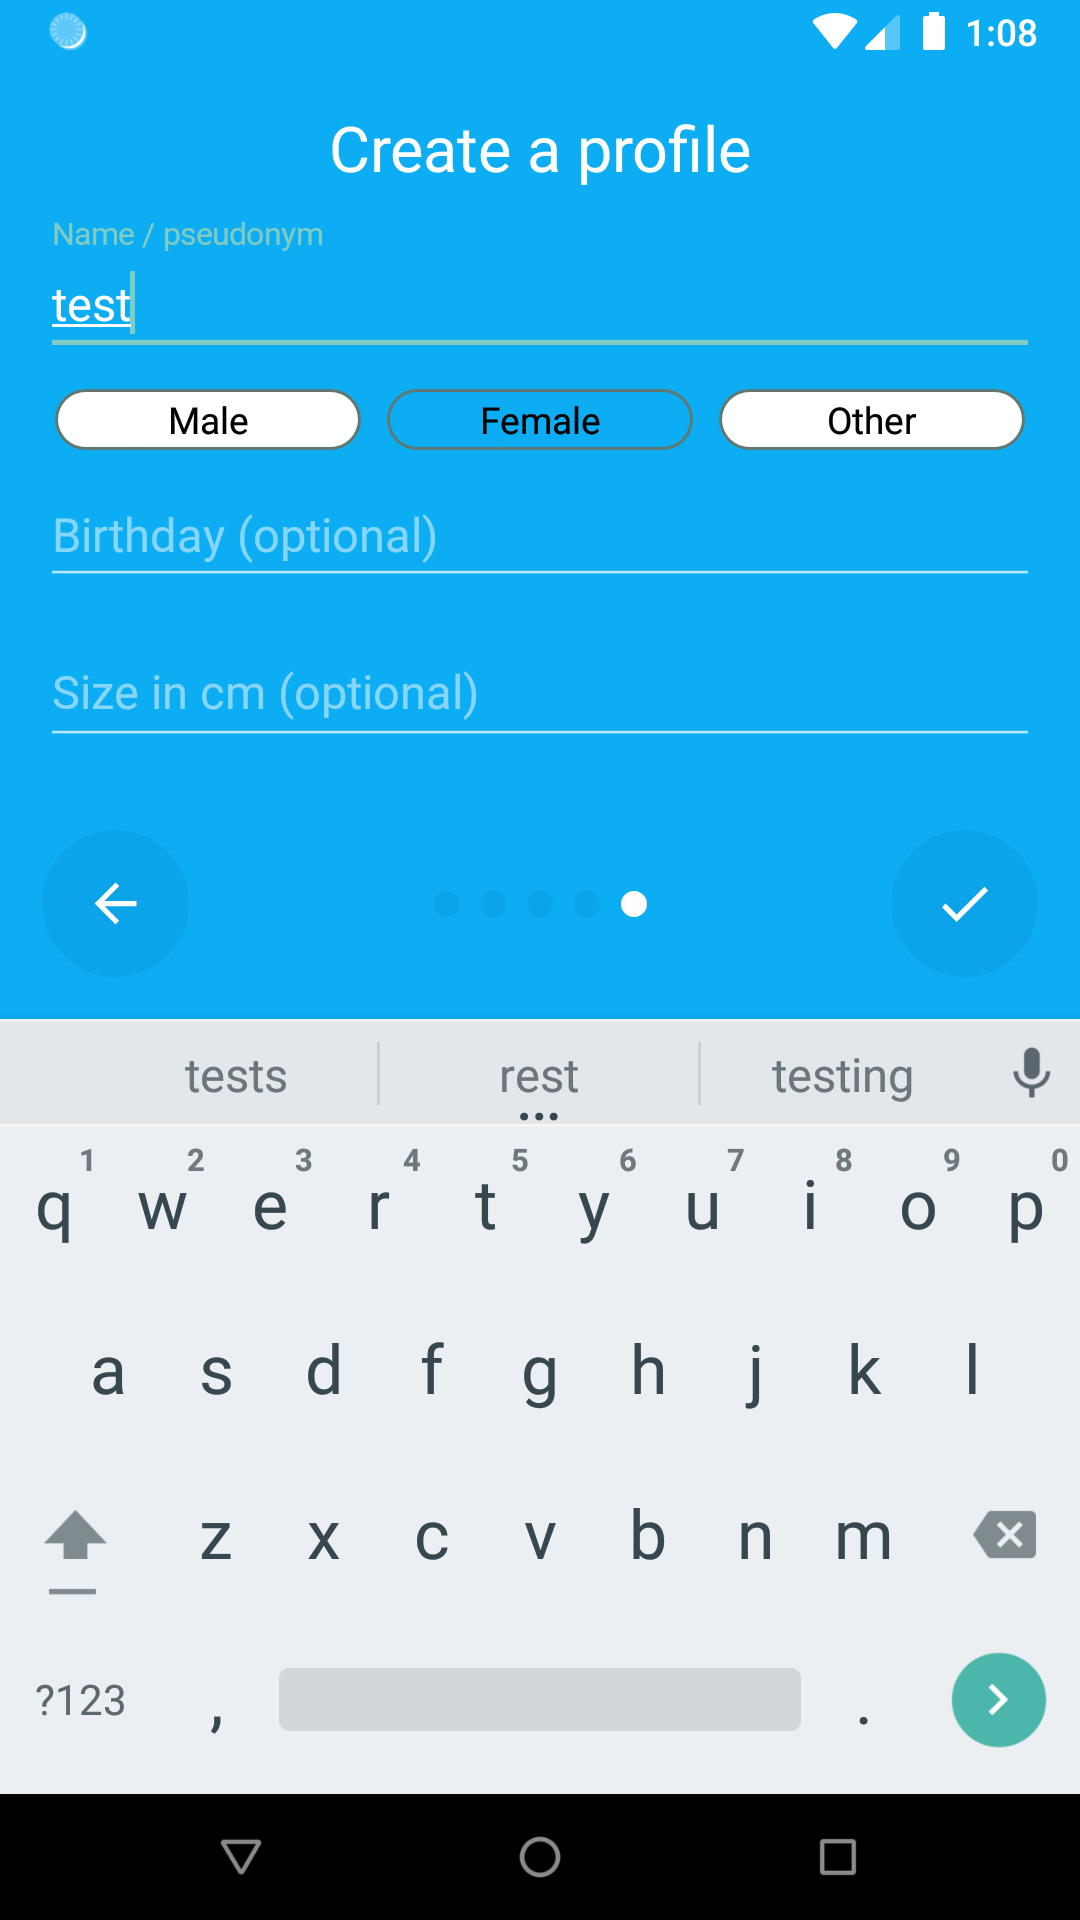 1:08
Create a profile
Name / pseudonym
test
Male Female Other
Birthday (optional)
Size in cm (optional)
tests rest testing
1 2 3 4 5 6 7 8 9 0
q w e r t y u i o p
a s d f g h j k l
z x c v b n m
?123 , .